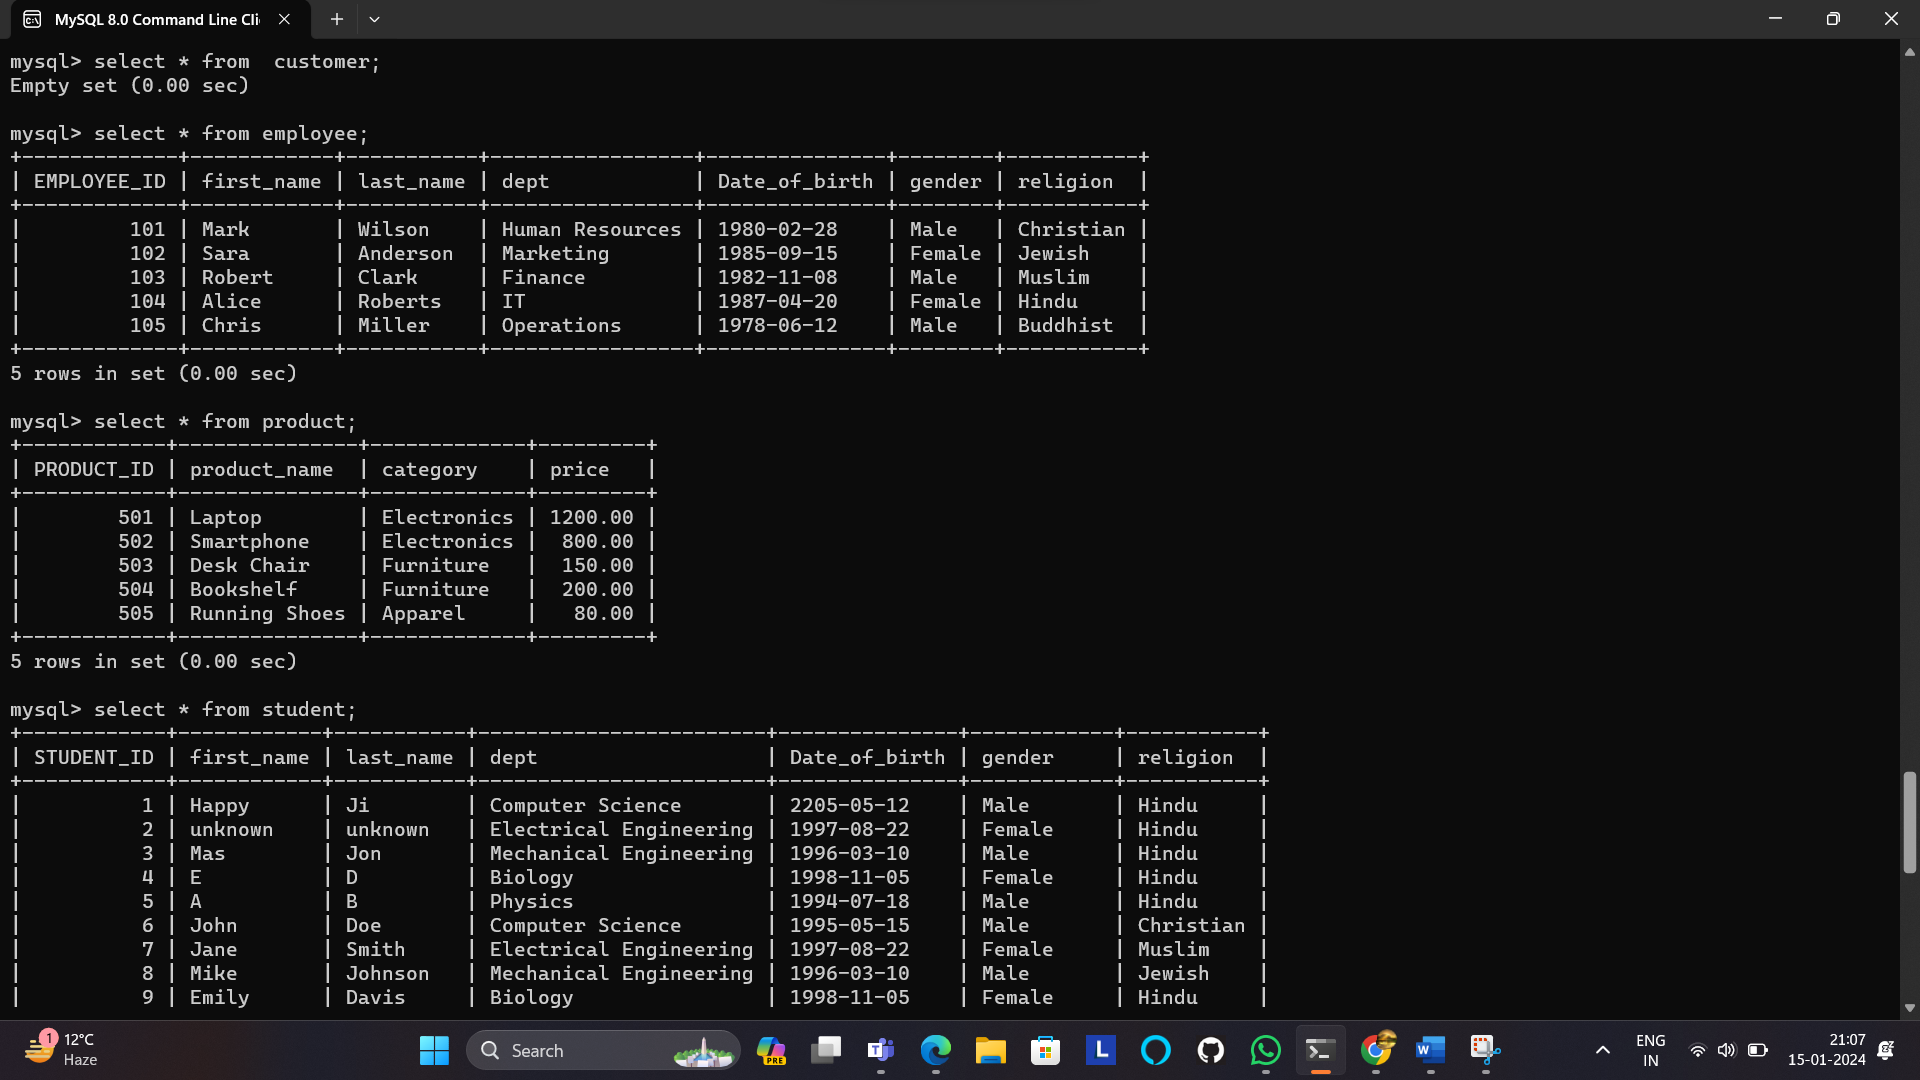 MySQL 8.0 Command Line Cli
mysql> select * from  customer;
Empty set (0.00 sec)
mysql> select * from employee;
+-------------+------------+-----------+-----------------+---------------+--------+-----------+
| EMPLOYEE_ID | first_name | last_name | dept            | Date_of_birth | gender | religion  |
+-------------+------------+-----------+-----------------+---------------+--------+-----------+
|         101 | Mark       | Wilson    | Human Resources | 1980-02-28    | Male   | Christian |
|         102 | Sara       | Anderson  | Marketing       | 1985-09-15    | Female | Jewish    |
|         103 | Robert     | Clark     | Finance         | 1982-11-08    | Male   | Muslim    |
|         104 | Alice      | Roberts   | IT              | 1987-04-20    | Female | Hindu     |
|         105 | Chris      | Miller    | Operations      | 1978-06-12    | Male   | Buddhist  |
+-------------+------------+-----------+-----------------+---------------+--------+-----------+
5 rows in set (0.00 sec)
mysql> select * from product;
+------------+---------------+-------------+---------+
| PRODUCT_ID | product_name  | category    | price   |
+------------+---------------+-------------+---------+
|        501 | Laptop        | Electronics | 1200.00 |
|        502 | Smartphone    | Electronics |  800.00 |
|        503 | Desk Chair    | Furniture   |  150.00 |
|        504 | Bookshelf     | Furniture   |  200.00 |
|        505 | Running Shoes | Apparel     |   80.00 |
+------------+---------------+-------------+---------+
5 rows in set (0.00 sec)
mysql> select * from student;
+------------+------------+-----------+------------------------+---------------+------------+-----------+
| STUDENT_ID | first_name | last_name | dept                   | Date_of_birth | gender     | religion  |
+------------+------------+-----------+------------------------+---------------+------------+-----------+
|          1 | Happy      | Ji        | Computer Science       | 2205-05-12    | Male       | Hindu     |
|          2 | unknown    | unknown   | Electrical Engineering | 1997-08-22    | Female     | Hindu     |
|          3 | Mas        | Jon       | Mechanical Engineering | 1996-03-10    | Male       | Hindu     |
|          4 | E          | D         | Biology                | 1998-11-05    | Female     | Hindu     |
|          5 | A          | B         | Physics                | 1994-07-18    | Male       | Hindu     |
|          6 | John       | Doe       | Computer Science       | 1995-05-15    | Male       | Christian |
|          7 | Jane       | Smith     | Electrical Engineering | 1997-08-22    | Female     | Muslim    |
|          8 | Mike       | Johnson   | Mechanical Engineering | 1996-03-10    | Male       | Jewish    |
|          9 | Emily      | Davis     | Biology                | 1998-11-05    | Female     | Hindu     |
1
12°C
Haze
Search
PRE
L
ENG
IN
21:07
15-01-2024